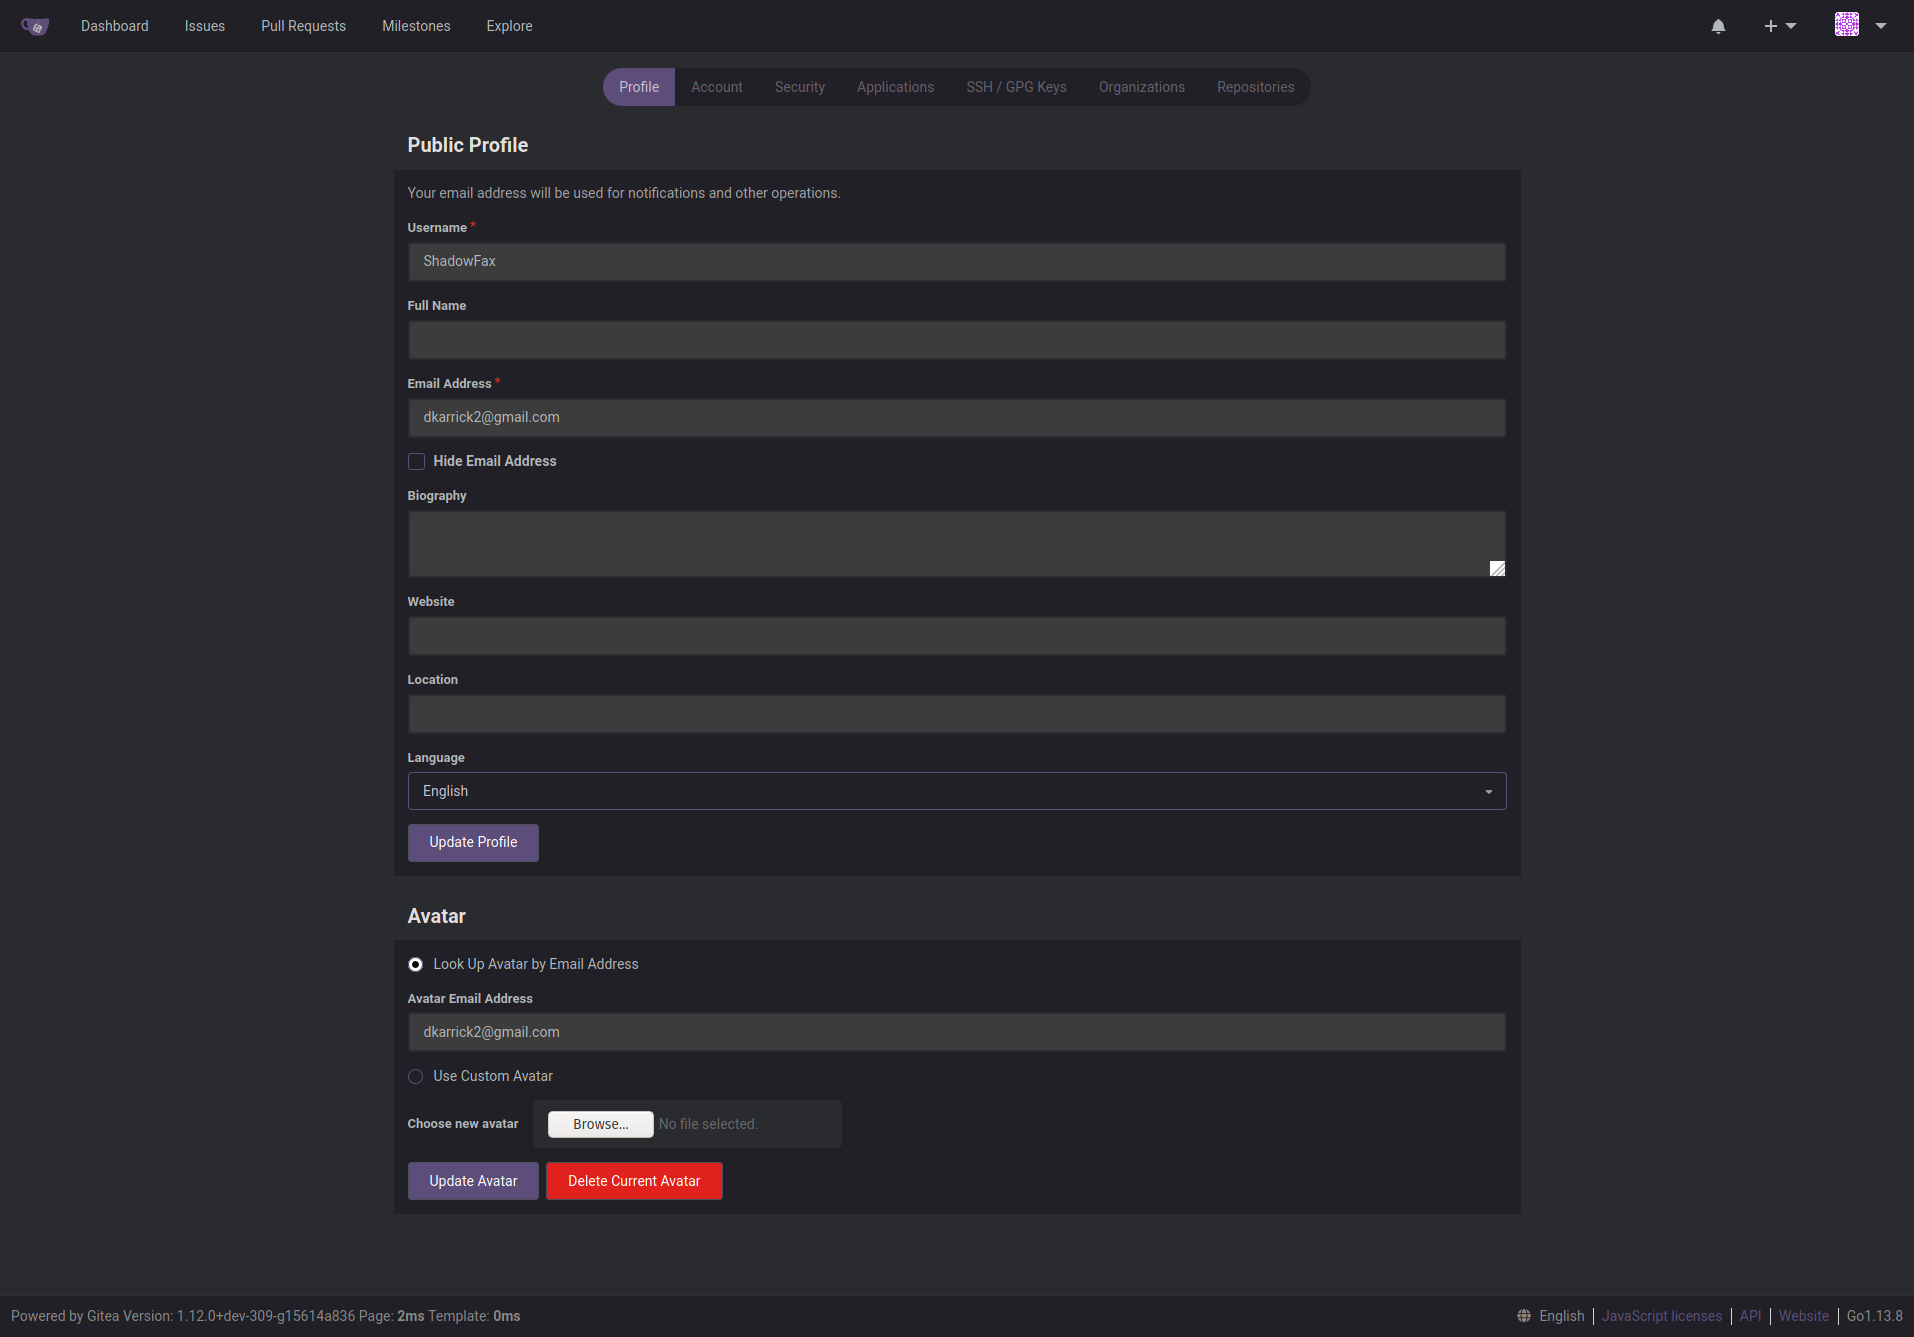 Dashboard Issues Pull Requests Milestones Explore
Profile Account Security Applications SSH / GPG Keys Organizations Repositories
Public Profile
Your email address will be used for notifications and other operations.
Username *
ShadowFax
Full Name
Email Address *
dkarrick2@gmail.com
Hide Email Address
Biography
Website
Location
Language
English
Update Profile
Avatar
Look Up Avatar by Email Address
Avatar Email Address
dkarrick2@gmail.com
Use Custom Avatar
Choose new avatar Browse... No file selected.
Update Avatar Delete Current Avatar
Powered by Gitea Version: 1.12.0+dev-309-g15614a836 Page: 2ms Template: 0ms English JavaScript licenses API Website Go1.13.8